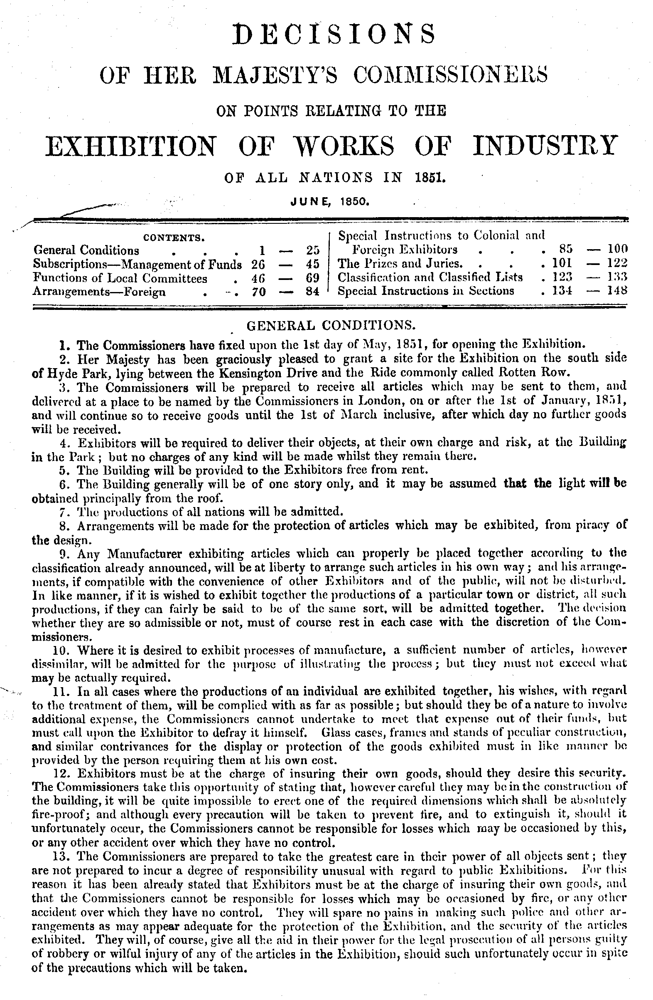 DECISIONS
OF HER MAJESTY'S COMMISSIONERS
ON POINTS RELATING TO THE
EXHIBITION OF WORKS OF INDUSTRY
OF ALL NATIONS IN 1851.
JUNE, 1850.
CONTENTS.
General Conditions . . . 1 — 25
Subscriptions—Management of Funds 26 — 45
Functions of Local Committees . 46 — 69
Arrangements—Foreign . . 70 — 84
Special Instructions to Colonial and
Foreign Exhibitors . . . 85 — 100
The Prizes and Juries. . . . 101 — 122
Classification and Classified Lists . 123 — 133
Special Instructions in Sections . 134 — 148
GENERAL CONDITIONS.
1. The Commissioners have fixed upon the 1st day of May, 1851, for opening the Exhibition.
2. Her Majesty has been graciously pleased to grant a site for the Exhibition on the south side
of Hyde Park, lying between the Kensington Drive and the Ride commonly called Rotten Row.
3. The Commissioners will be prepared to receive all articles which may be sent to them, and
delivered at a place to be named by the Commissioners in London, on or after the 1st of January, 1851,
and will continue so to receive goods until the 1st of March inclusive, after which day no further goods
will be received.
4. Exhibitors will be required to deliver their objects, at their own charge and risk, at the Building
in the Park; but no charges of any kind will be made whilst they remain there.
5. The Building will be provided to the Exhibitors free from rent.
6. The Building generally will be of one story only, and it may be assumed that the light will be
obtained principally from the roof.
7. The productions of all nations will be admitted.
8. Arrangements will be made for the protection of articles which may be exhibited, from piracy of
the design.
9. Any Manufacturer exhibiting articles which can properly be placed together according to the
classification already announced, will be at liberty to arrange such articles in his own way; and his arrange-
ments, if compatible with the convenience of other Exhibitors and of the public, will not be disturbed.
In like manner, if it is wished to exhibit together the productions of a particular town or district, all such
productions, if they can fairly be said to be of the same sort, will be admitted together. The decision
whether they are so admissible or not, must of course rest in each case with the discretion of the Com-
missioners.
10. Where it is desired to exhibit processes of manufacture, a sufficient number of articles, however
dissimilar, will be admitted for the purpose of illustrating the process; but they must not exceed what
may be actually required.
11. In all cases where the productions of an individual are exhibited together, his wishes, with regard
to the treatment of them, will be complied with as far as possible; but should they be of a nature to involve
additional expense, the Commissioners cannot undertake to meet that expense out of their funds, but
must call upon the Exhibitor to defray it himself. Glass cases, frames and stands of peculiar construction,
and similar contrivances for the display or protection of the goods exhibited must in like manner be
provided by the person requiring them at his own cost.
12. Exhibitors must be at the charge of insuring their own goods, should they desire this security.
The Commissioners take this opportunity of stating that, however careful they may be in the construction of
the building, it will be quite impossible to erect one of the required dimensions which shall be absolutely
fire-proof; and although every precaution will be taken to prevent fire, and to extinguish it, should it
unfortunately occur, the Commissioners cannot be responsible for losses which may be occasioned by this,
or any other accident over which they have no control.
13. The Commissioners are prepared to take the greatest care in their power of all objects sent; they
are not prepared to incur a degree of responsibility unusual with regard to public Exhibitions. For this
reason it has been already stated that Exhibitors must be at the charge of insuring their own goods, and
that the Commissioners cannot be responsible for losses which may be occasioned by fire, or any other
accident over which they have no control. They will spare no pains in making such police and other ar-
rangements as may appear adequate for the protection of the Exhibition, and the security of the articles
exhibited. They will, of course, give all the aid in their power for the legal prosecution of all persons guilty
of robbery or wilful injury of any of the articles in the Exhibition, should such unfortunately occur in spite
of the precautions which will be taken.